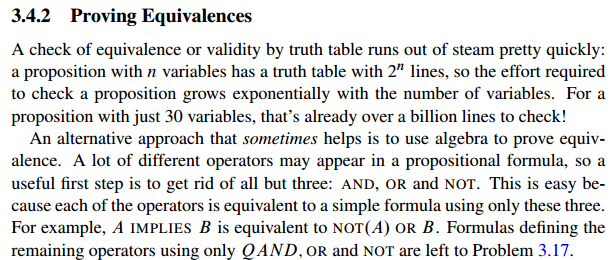 3.4.2 Proving Equivalences
A check of equivalence or validity by truth table runs out of steam pretty quickly:
a proposition with n variables has a truth table with 2ⁿ lines, so the effort required
to check a proposition grows exponentially with the number of variables. For a
proposition with just 30 variables, that's already over a billion lines to check!
An alternative approach that sometimes helps is to use algebra to prove equiv-
alence. A lot of different operators may appear in a propositional formula, so a
useful first step is to get rid of all but three: AND, OR and NOT. This is easy be-
cause each of the operators is equivalent to a simple formula using only these three.
For example, A IMPLIES B is equivalent to NOT(A) OR B. Formulas defining the
remaining operators using only QAND, OR and NOT are left to Problem 3.17.